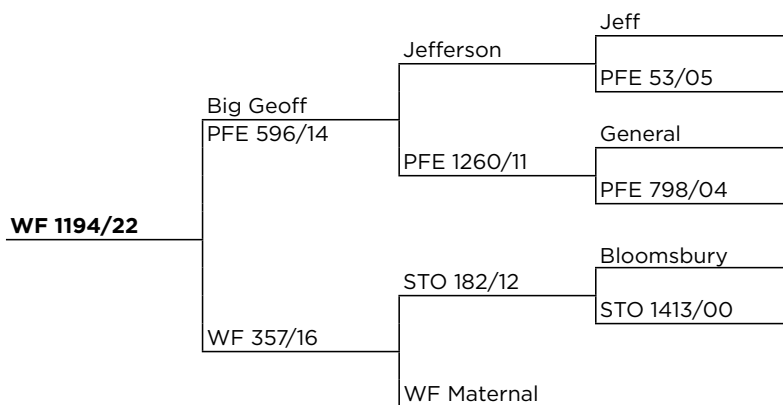 Jeff
Jefferson
PFE 53/05
Big Geoff
PFE 596/14
General
PFE 1260/11
PFE 798/04
WF 1194/22
Bloomsbury
STO 182/12
STO 1413/00
WF 357/16
WF Maternal